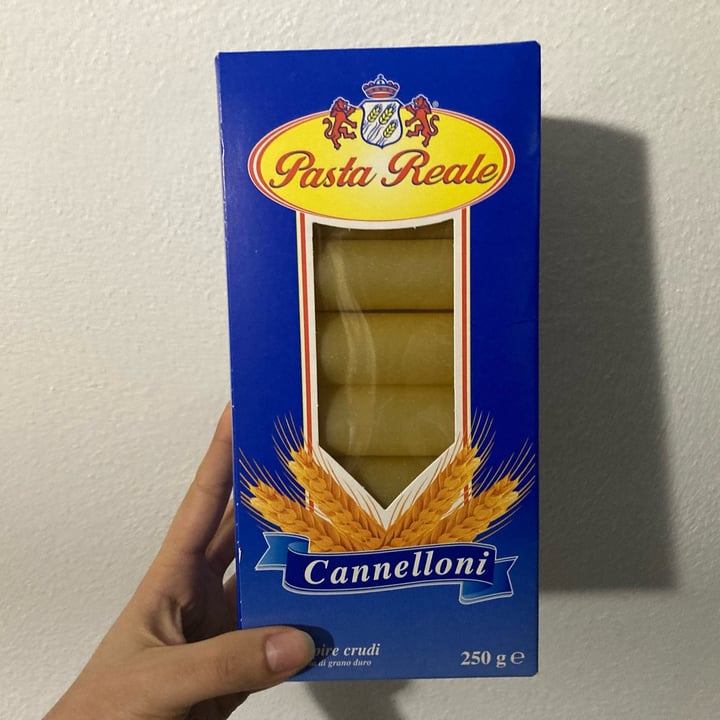 Pasta Reale
Cannelloni
crudi
di grano duro
250 g ℮